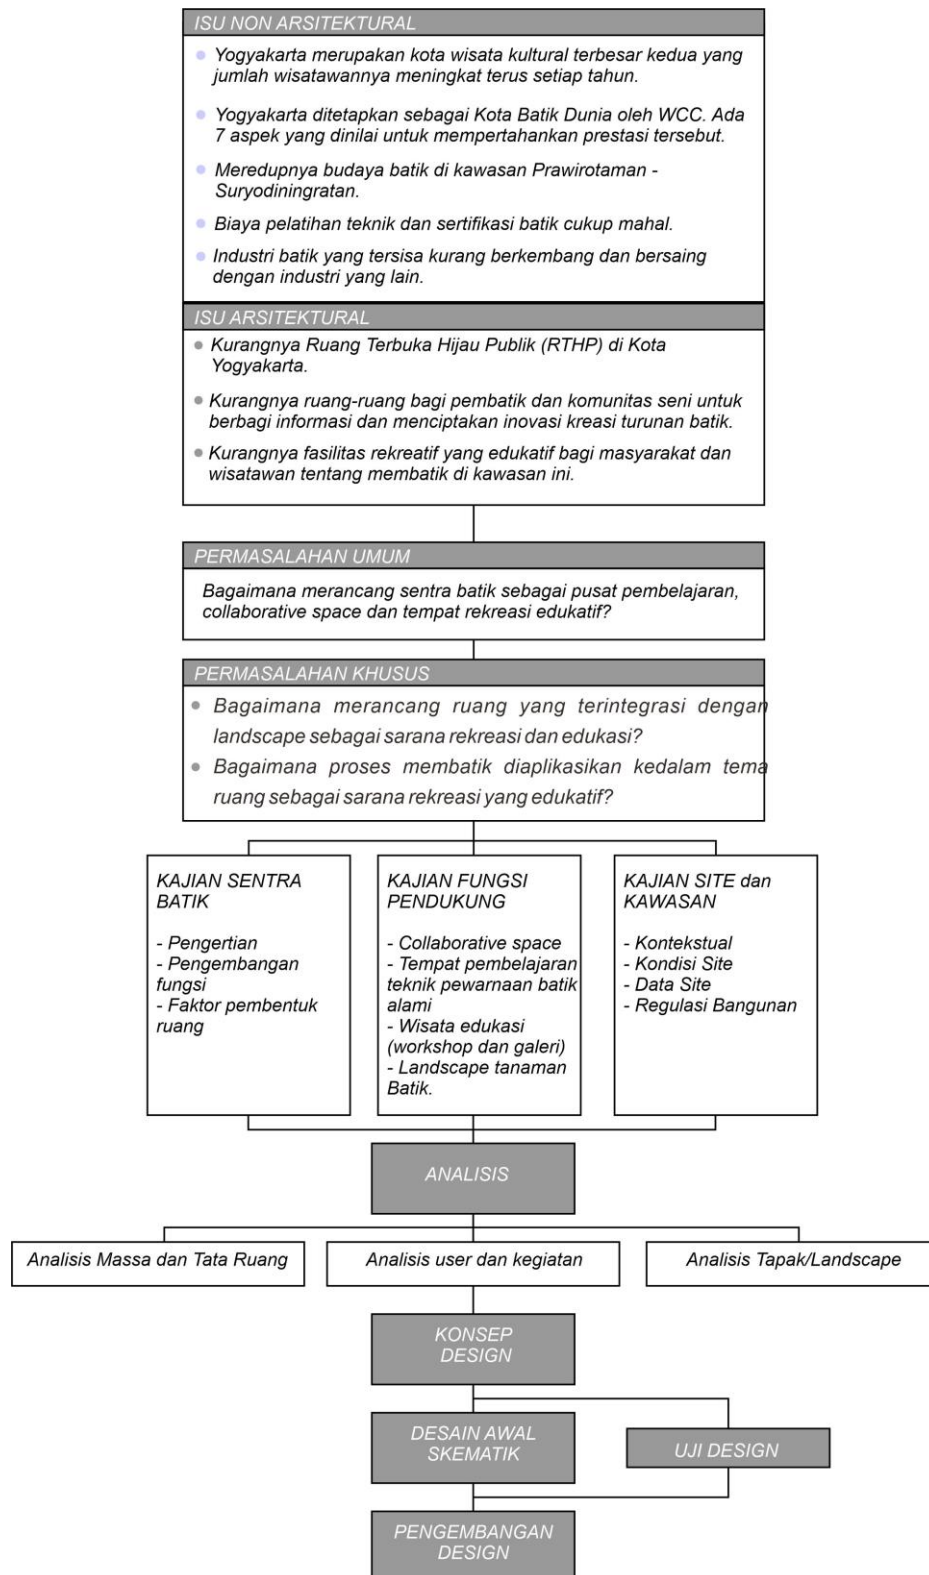 ISU NON ARSITEKTURAL
Yogyakarta merupakan kota wisata kultural terbesar kedua yang
jumlah wisatawannya meningkat terus setiap tahun.
Yogyakarta ditetapkan sebagai Kota Batik Dunia oleh WCC. Ada
7 aspek yang dinilai untuk mempertahankan prestasi tersebut.
Meredupnya budaya batik di kawasan Prawirotaman -
Suryodiningratan.
Biaya pelatihan teknik dan sertifikasi batik cukup mahal.
Industri batik yang tersisa kurang berkembang dan bersaing
dengan industri yang lain.
ISU ARSITEKTURAL
Kurangnya Ruang Terbuka Hijau Publik (RTHP) di Kota
Yogyakarta.
Kurangnya ruang-ruang bagi pembatik dan komunitas seni untuk
berbagi informasi dan menciptakan inovasi kreasi turunan batik.
Kurangnya fasilitas rekreatif yang edukatif bagi masyarakat dan
wisatawan tentang membatik di kawasan ini.
PERMASALAHAN UMUM
Bagaimana merancang sentra batik sebagai pusat pembelajaran,
collaborative space dan tempat rekreasi edukatif?
PERMASALAHAN KHUSUS
Bagaimana merancang ruang yang terintegrasi dengan
landscape sebagai sarana rekreasi dan edukasi?
Bagaimana proses membatik diaplikasikan kedalam tema
ruang sebagai sarana rekreasi yang edukatif?
KAJIAN SENTRA
BATIK
- Pengertian
- Pengembangan
fungsi
- Faktor pembentuk
ruang
KAJIAN FUNGSI
PENDUKUNG
- Collaborative space
- Tempat pembelajaran
teknik pewarnaan batik
alami
- Wisata edukasi
(workshop dan galeri)
- Landscape tanaman
Batik.
KAJIAN SITE dan
KAWASAN
- Kontekstual
- Kondisi Site
- Data Site
- Regulasi Bangunan
ANALISIS
Analisis Massa dan Tata Ruang
Analisis user dan kegiatan
Analisis Tapak/Landscape
KONSEP
DESIGN
DESAIN AWAL
SKEMATIK
UJI DESIGN
PENGEMBANGAN
DESIGN